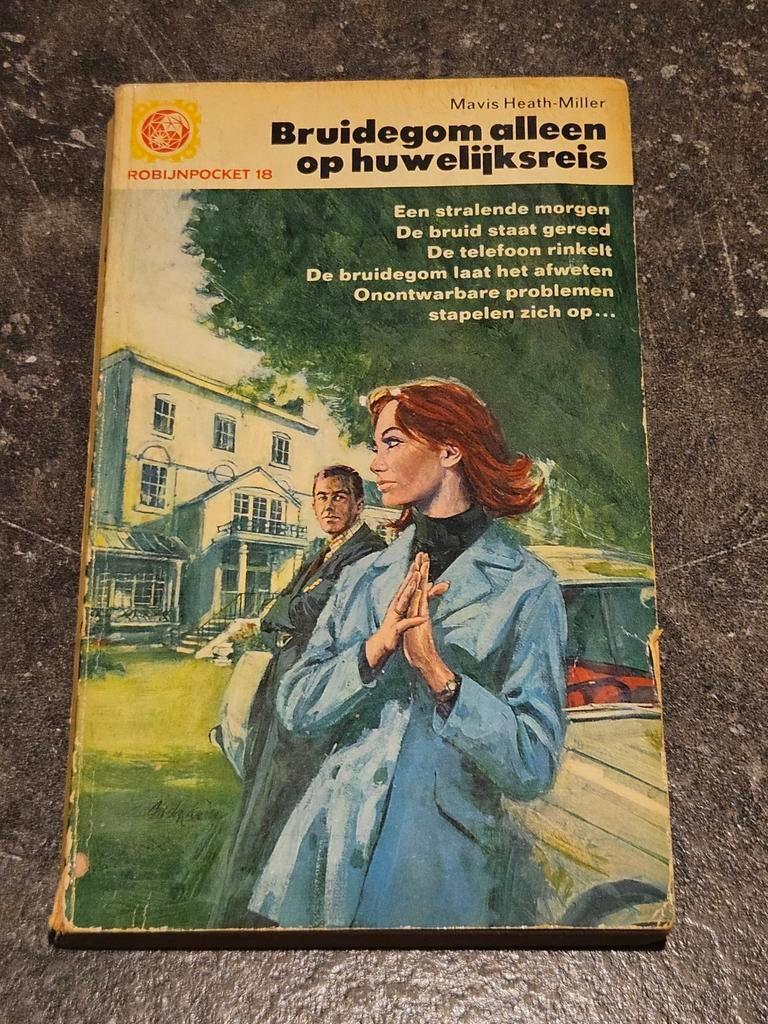 Mavis Heath-Miller
Bruidegom alleen
op huwelijksreis
ROBIJNPOCKET 18
Een stralende morgen
De bruid staat gereed
De telefoon rinkelt
De bruidegom laat het afweten
Onontwarbare problemen
stapelen zich op...